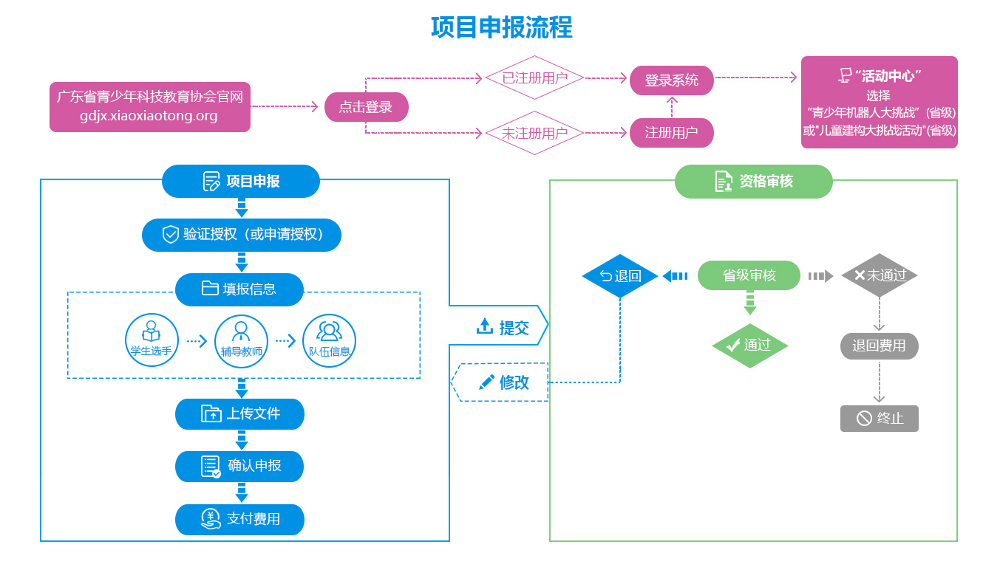 项目申报流程
广东省青少年科技教育协会官网
gdjx.xiaoxiaotong.org
点击登录
已注册用户
未注册用户
登录系统
注册用户
“活动中心”
选择
“青少年机器人大挑战”(省级)
或"儿童建构大挑战活动"(省级)
项目申报
验证授权（或申请授权）
填报信息
学生选手
辅导教师
队伍信息
上传文件
确认申报
支付费用
提交
修改
资格审核
退回
省级审核
未通过
通过
退回费用
终止